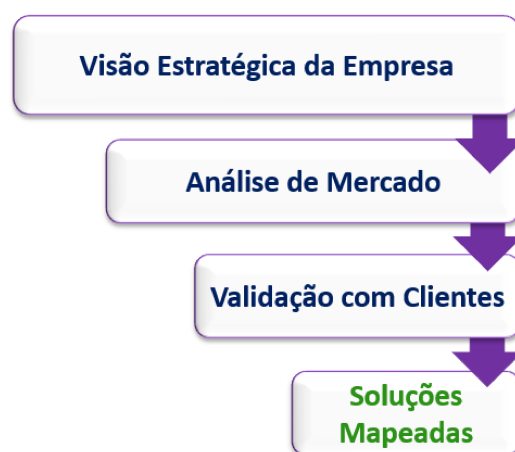 Visão Estratégica da Empresa
Análise de Mercado
Validação com Clientes
Soluções
Mapeadas